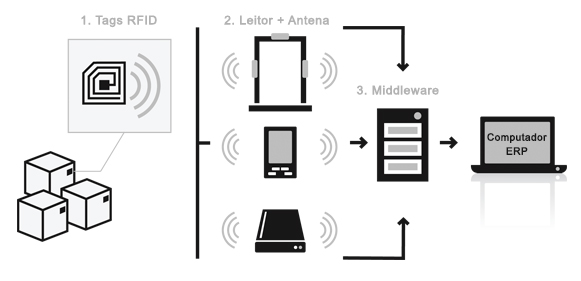 1. Tags RFID
2. Leitor + Antena
3. Middleware
Computador
ERP